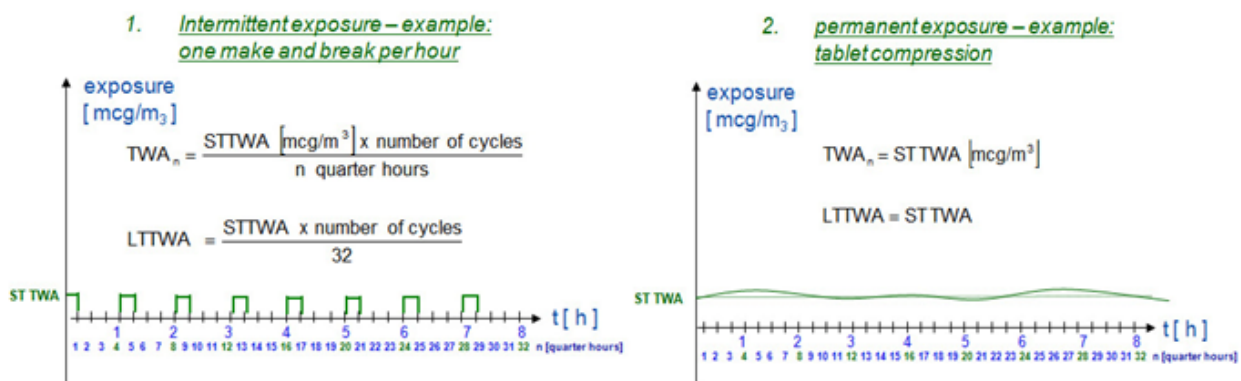 1. Intermittent exposure – example:
one make and break per hour
exposure
[mcg/m3]
TWAn = STTWA [mcg/m³] x number of cycles
n quarter hours
LTTWA = STTWA x number of cycles
32
ST TWA
t[h]
1 2 3 4 5 6 7 8
1 2 3 4 5 6 7 8 9 10 11 12 13 14 15 16 17 18 19 20 21 22 23 24 25 26 27 28 29 30 31 32 n [quarter hours]
2. permanent exposure – example:
tablet compression
exposure
[mcg/m3]
TWAn = ST TWA [mcg/m³]
LTTWA = ST TWA
ST TWA
t[h]
1 2 3 4 5 6 7 8
1 2 3 4 5 6 7 8 9 10 11 12 13 14 15 16 17 18 19 20 21 22 23 24 25 26 27 28 29 30 31 32 n [quarter hours]